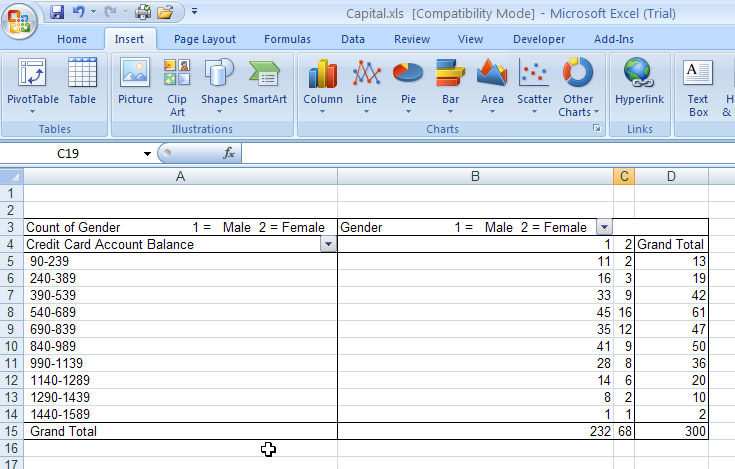 Capital.xls [Compatibility Mode] - Microsoft Excel (Trial)
Home Insert Page Layout Formulas Data Review View Developer Add-Ins
PivotTable Table Picture Clip Art Shapes SmartArt Column Line Pie Bar Area Scatter Other Charts Hyperlink Text Box H &
Tables Illustrations Charts Links
C19 fx
A B C D
1
2
3 Count of Gender 1 = Male 2 = Female Gender 1 = Male 2 = Female
4 Credit Card Account Balance 1 2 Grand Total
5 90-239 11 2 13
6 240-389 16 3 19
7 390-539 33 9 42
8 540-689 45 16 61
9 690-839 35 12 47
10 840-989 41 9 50
11 990-1139 28 8 36
12 1140-1289 14 6 20
13 1290-1439 8 2 10
14 1440-1589 1 1 2
15 Grand Total 232 68 300
16
17